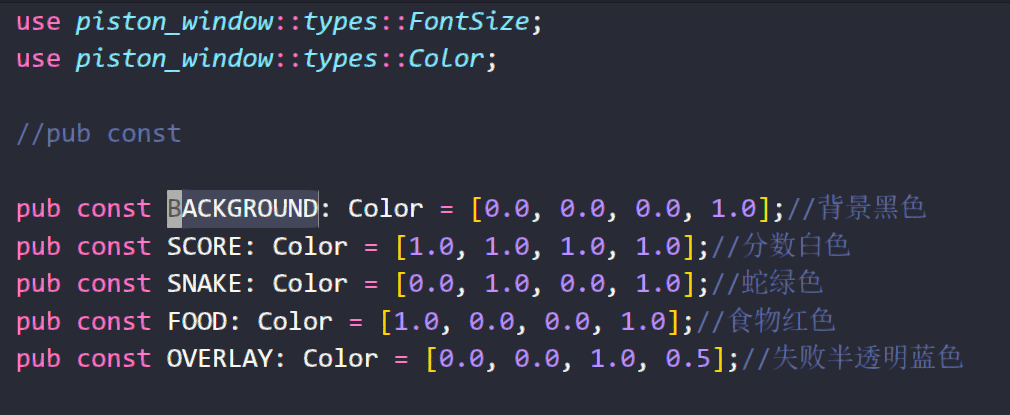 use piston_window::types::FontSize;
use piston_window::types::Color;
//pub const
pub const BACKGROUND: Color = [0.0, 0.0, 0.0, 1.0];//背景黑色
pub const SCORE: Color = [1.0, 1.0, 1.0, 1.0];//分数白色
pub const SNAKE: Color = [0.0, 1.0, 0.0, 1.0];//蛇绿色
pub const FOOD: Color = [1.0, 0.0, 0.0, 1.0];//食物红色
pub const OVERLAY: Color = [0.0, 0.0, 1.0, 0.5];//失败半透明蓝色